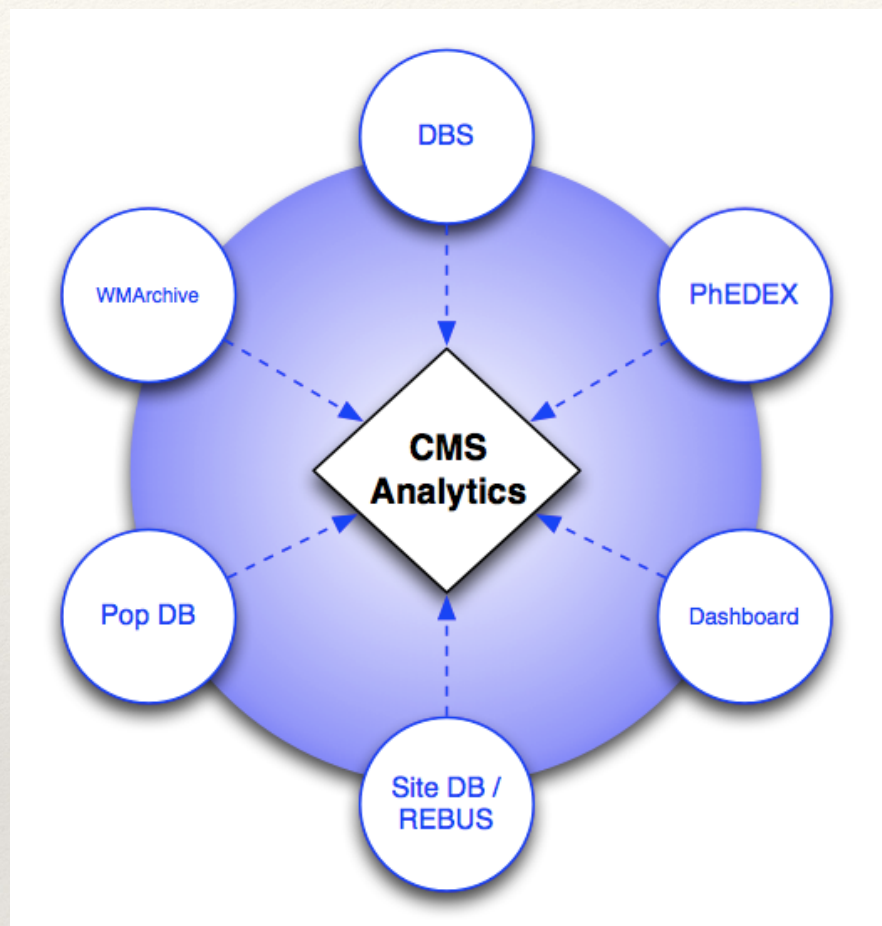 DBS
WMArchive
PhEDEX
CMS
Analytics
Pop DB
Dashboard
Site DB /
REBUS